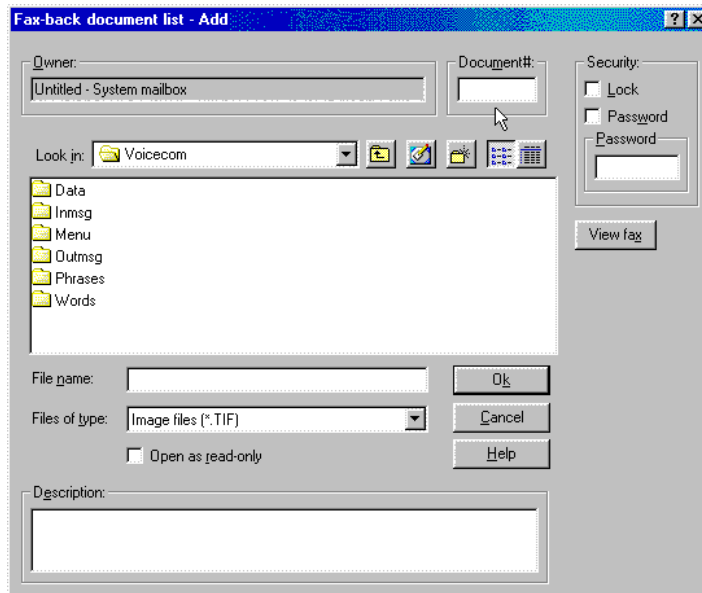 Fax-back document list - Add
Owner:
Untitled - System mailbox
Document#:
Security:
Lock
Password
Password
Look in: Voicecom
Data
Inmsg
Menu
Outmsg
Phrases
Words
View fax
File name:
Ok
Files of type: Image files (*.TIF)
Cancel
Open as read-only
Help
Description: